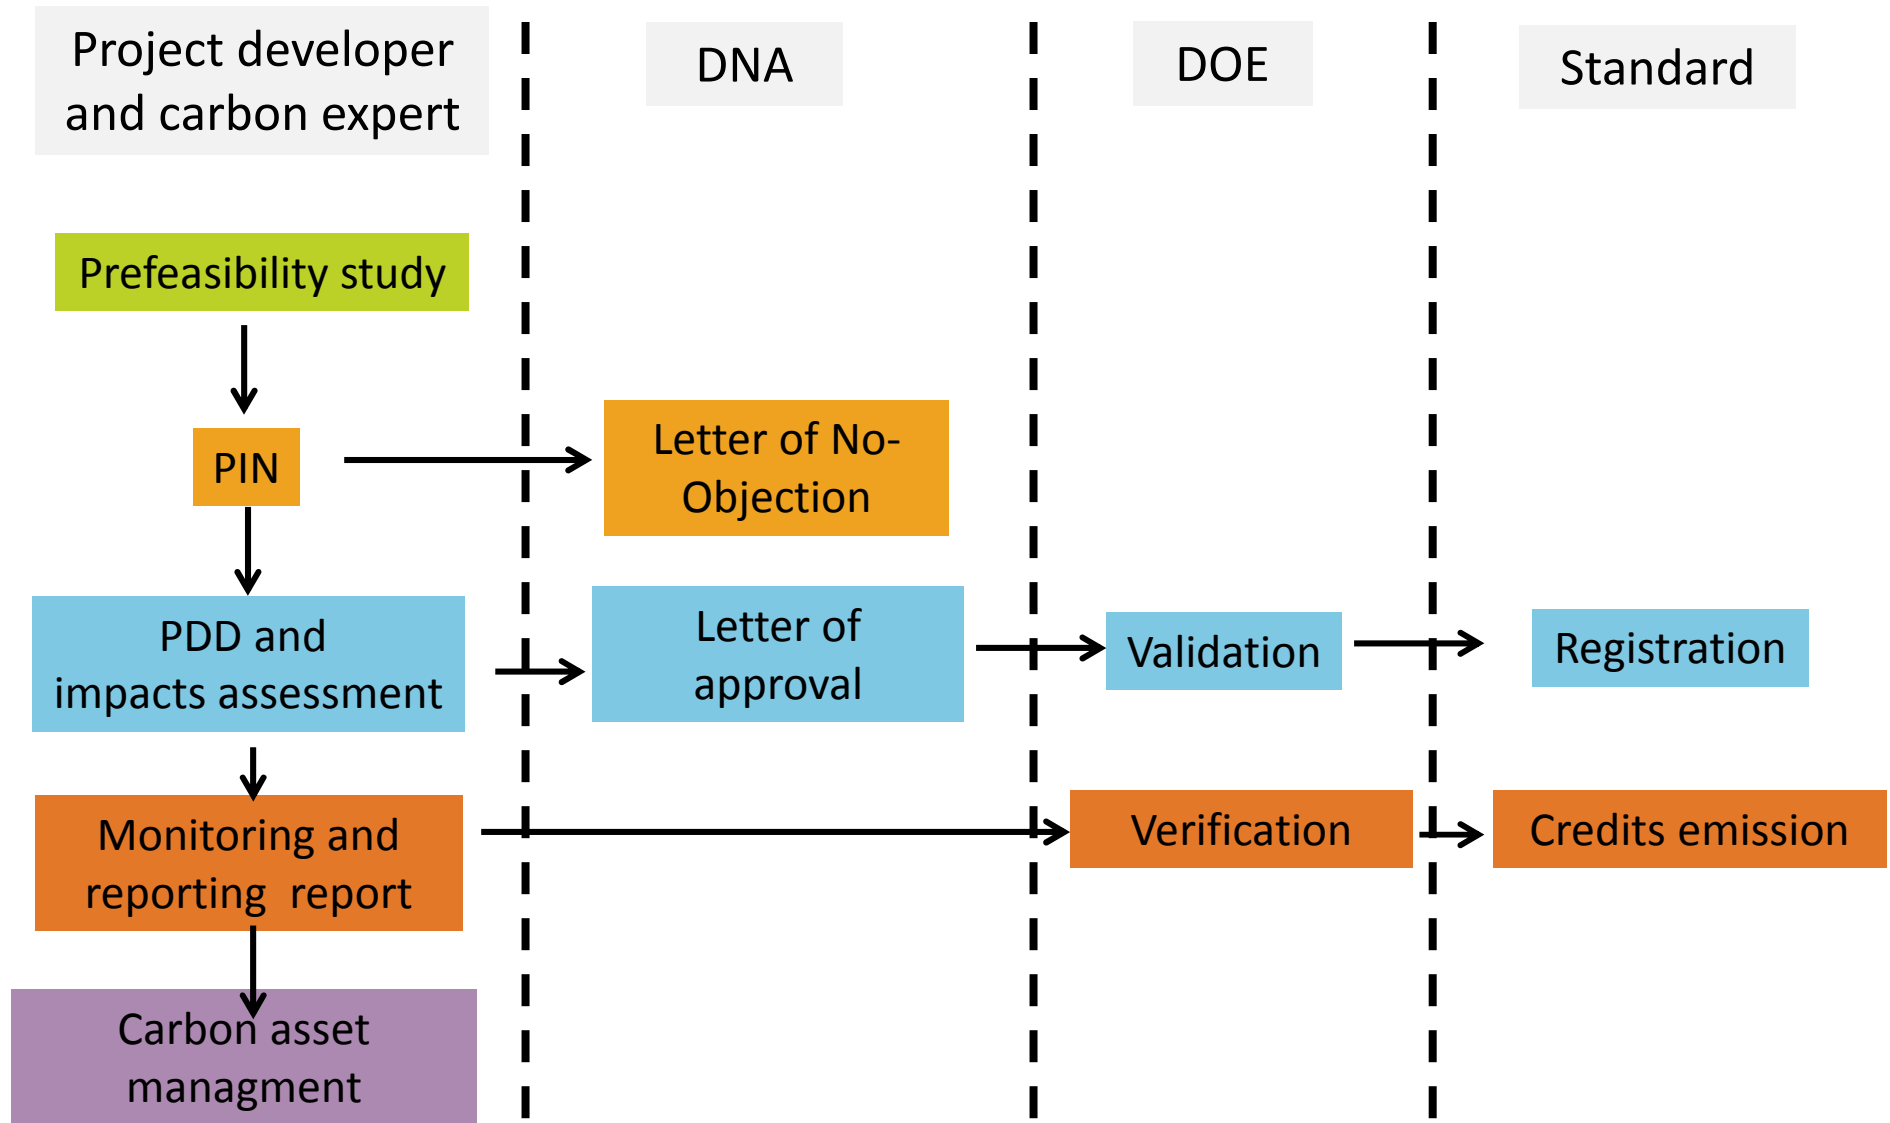 Project developer
and carbon expert
DNA
DOE
Standard
Prefeasibility study
PIN
Letter of No-
Objection
PDD and
impacts assessment
Letter of
approval
Validation
Registration
Monitoring and
reporting  report
Verification
Credits emission
Carbon asset
managment